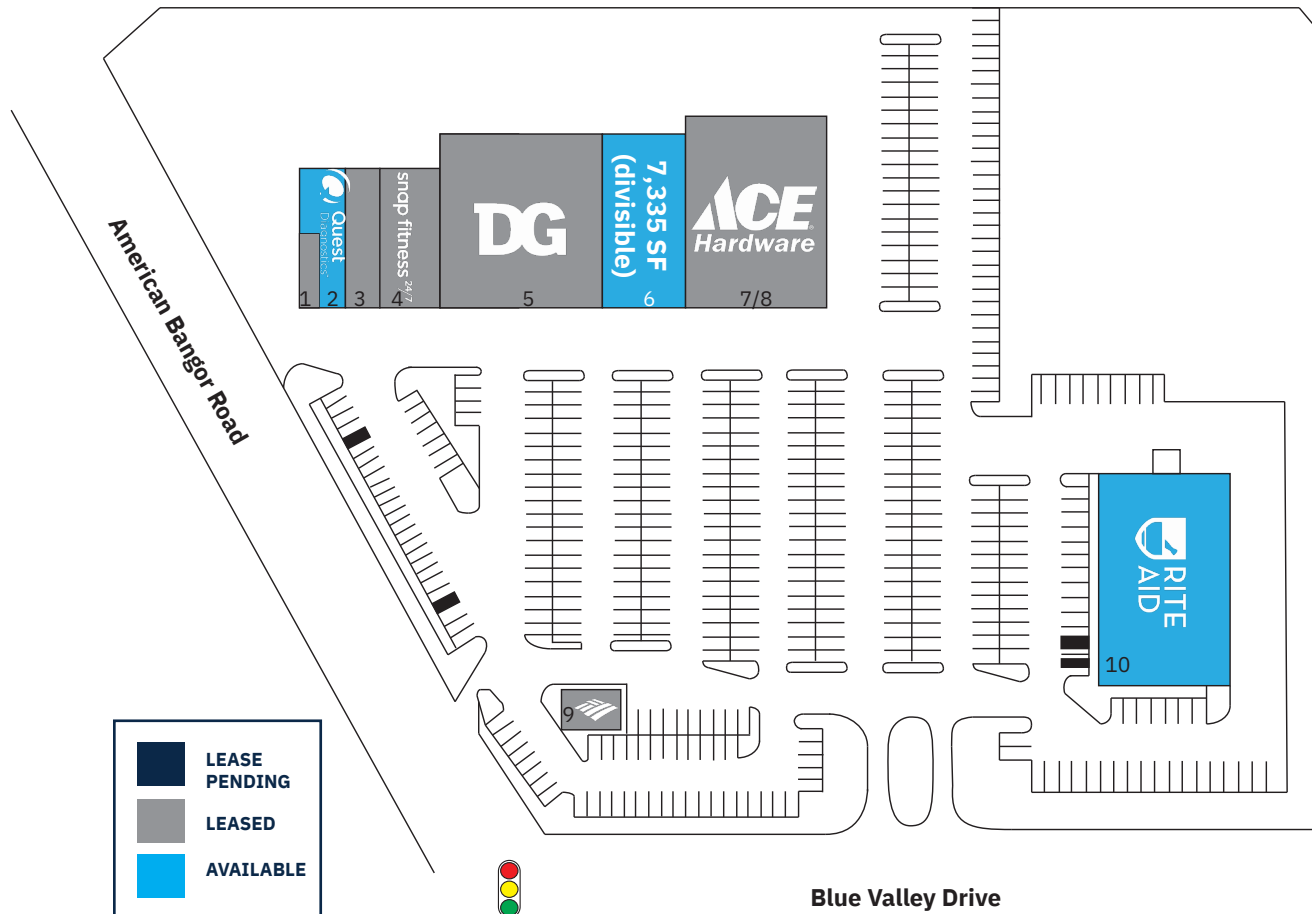 American Bangor Road
Quest
Diagnostics
snap fitness 24/7
DG
7,335 SF
(divisible)
ACE
Hardware
1
2
3
4
5
6
7/8
RITE
AID
10
9
LEASE
PENDING
LEASED
AVAILABLE
Blue Valley Drive